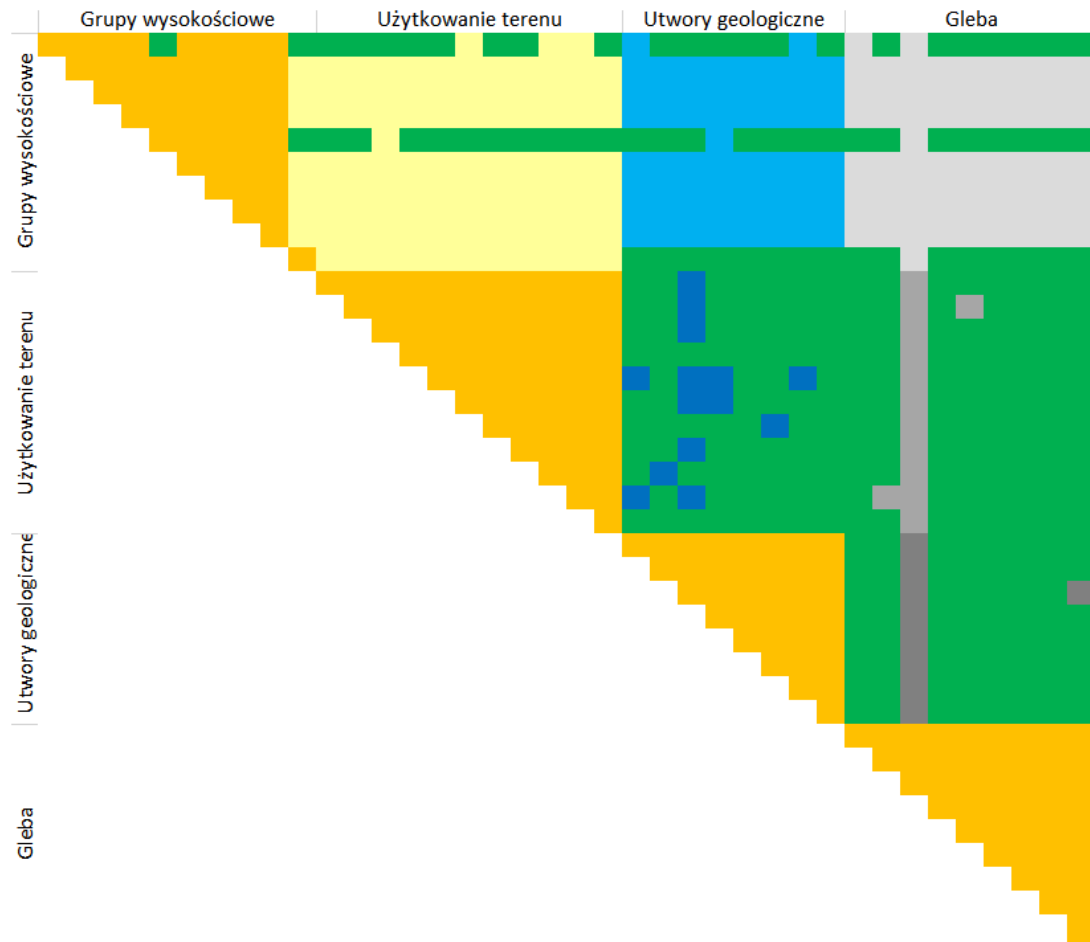 Grupy wysokościowe
Użytkowanie terenu
Utwory geologiczne
Gleba
Grupy wysokościowe
Użytkowanie terenu
Utwory geologiczne
Gleba